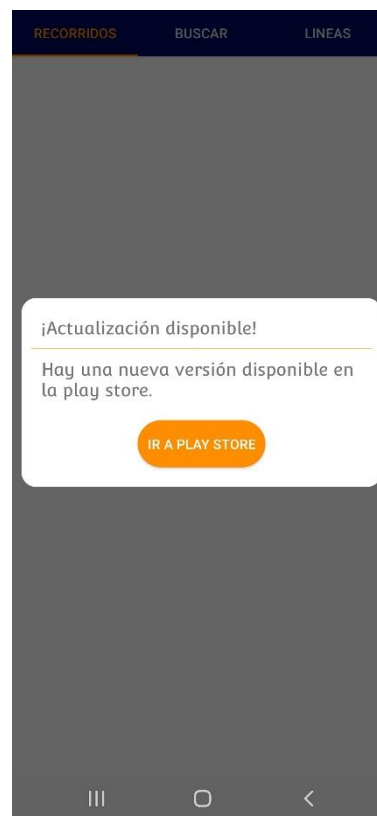 RECORRIDOS BUSCAR LINEAS
¡Actualización disponible!
Hay una nueva versión disponible en
la play store.
IR A PLAY STORE